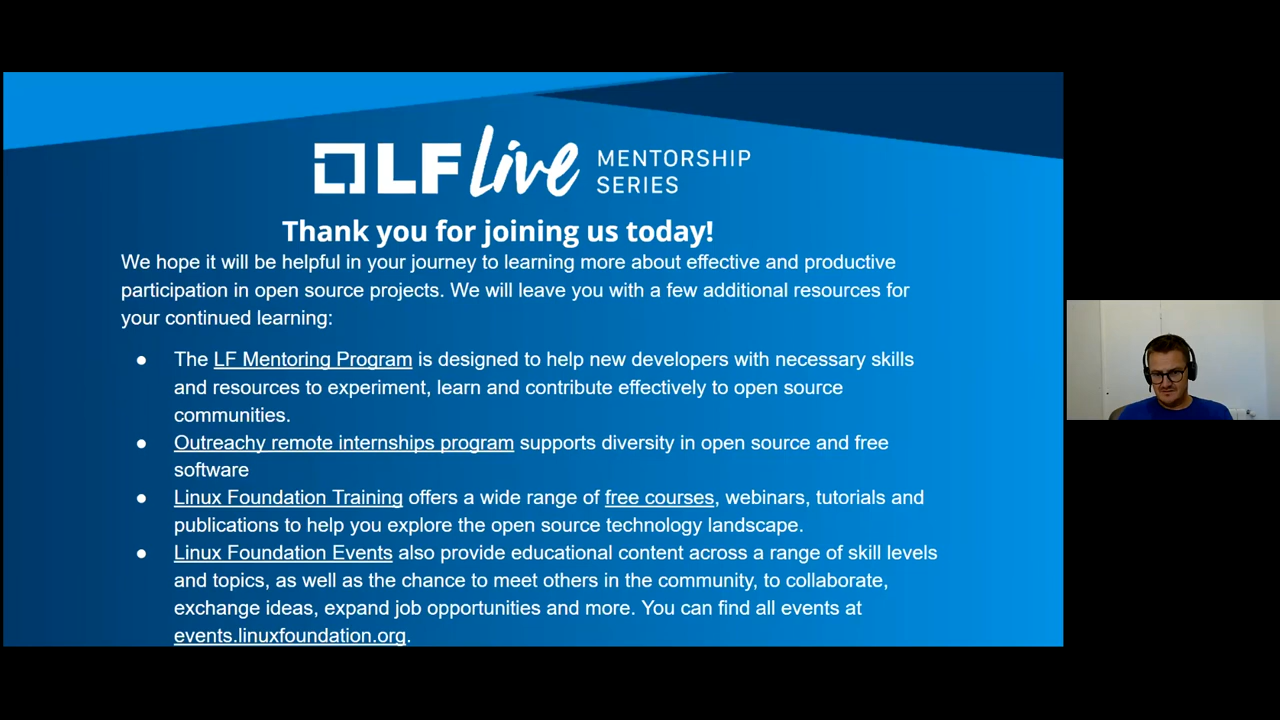 LF Live MENTORSHIP
SERIES
Thank you for joining us today!
We hope it will be helpful in your journey to learning more about effective and productive
participation in open source projects. We will leave you with a few additional resources for
your continued learning:
● The LF Mentoring Program is designed to help new developers with necessary skills
and resources to experiment, learn and contribute effectively to open source
communities.
● Outreachy remote internships program supports diversity in open source and free
software
● Linux Foundation Training offers a wide range of free courses, webinars, tutorials and
publications to help you explore the open source technology landscape.
● Linux Foundation Events also provide educational content across a range of skill levels
and topics, as well as the chance to meet others in the community, to collaborate,
exchange ideas, expand job opportunities and more. You can find all events at
events.linuxfoundation.org.